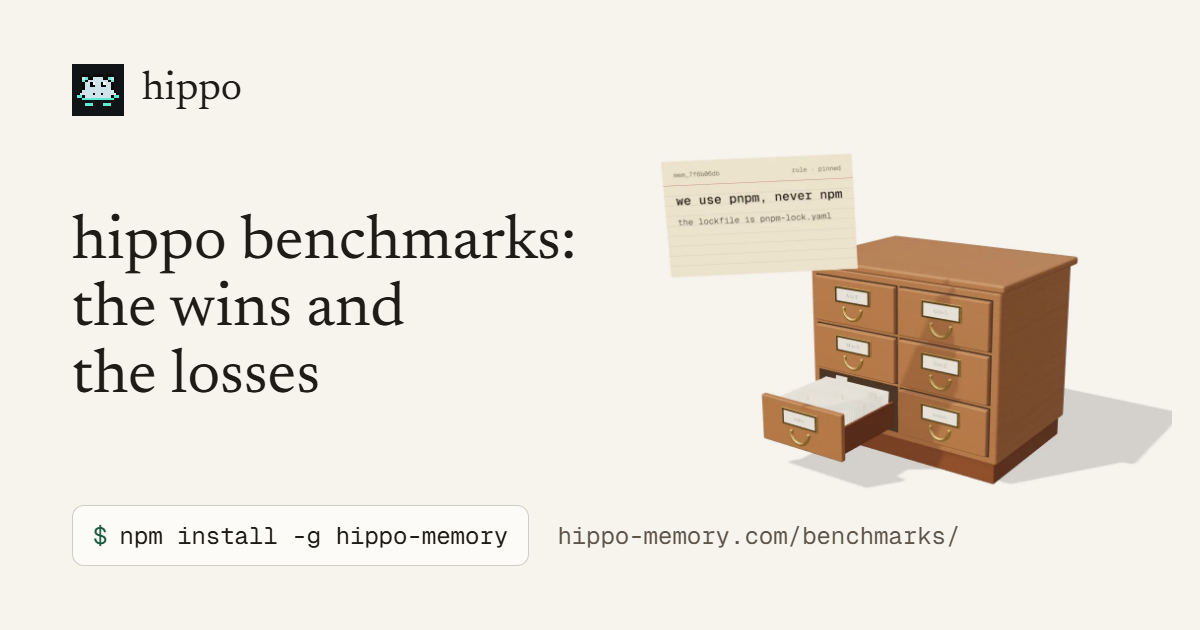 hippo
mem_7f6b06db
rule · pinned
we use pnpm, never npm
the lockfile is pnpm-lock.yaml
hippo benchmarks:
the wins and
the losses
$ npm install -g hippo-memory
hippo-memory.com/benchmarks/